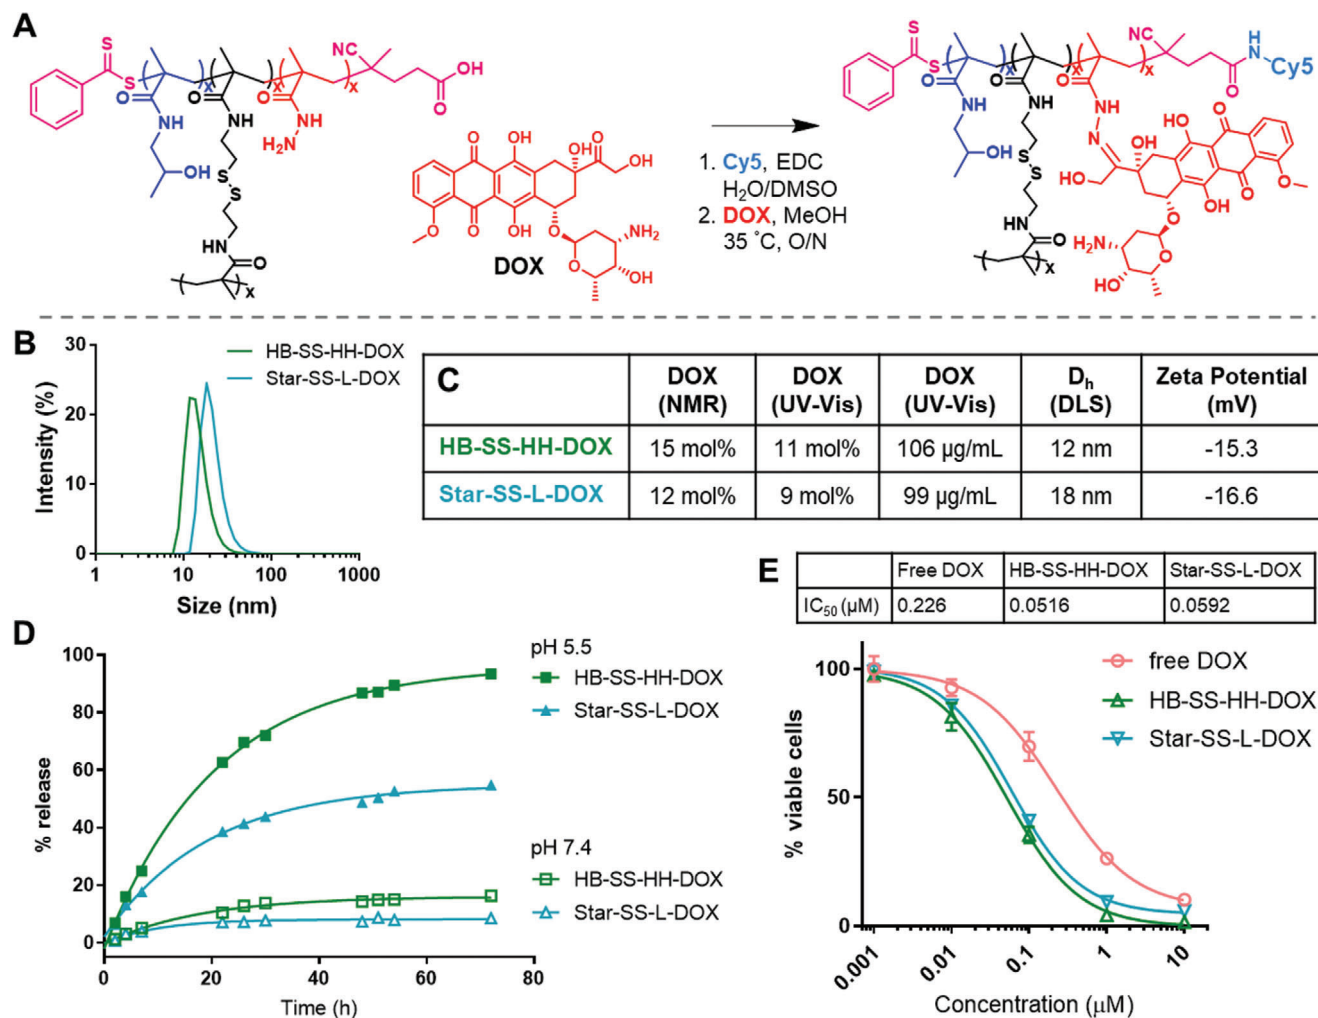 A
S
S
NC
OH
O
O
NH
OH
O
NH
S
S
NH
O
x
x
x
O
NH
H2N
x
O
OH
O
OH
O
OH
OH
O
O
OH
O
NH2
O
OH
DOX
1. Cy5, EDC
H2O/DMSO
2. DOX, MeOH
35 ˚C, O/N
S
S
NC
H
N
Cy5
O
x
x
x
O
NH
OH
O
NH
S
S
NH
O
x
O
NH
N
HO
OH
OH
O
O
O
OH
O
O
H2N
HO
B
HB-SS-HH-DOX
Star-SS-L-DOX
Intensity (%)
30
20
10
0
1
10
100
1000
Size (nm)
C
DOX (NMR)
DOX (UV-Vis)
DOX (UV-Vis)
Dh (DLS)
Zeta Potential (mV)
HB-SS-HH-DOX 15 mol% 11 mol% 106 µg/mL 12 nm -15.3
Star-SS-L-DOX 12 mol% 9 mol% 99 µg/mL 18 nm -16.6
D
% release
100
80
60
40
20
0
0
20
40
60
80
Time (h)
pH 5.5
HB-SS-HH-DOX
Star-SS-L-DOX
pH 7.4
HB-SS-HH-DOX
Star-SS-L-DOX
E
Free DOX HB-SS-HH-DOX Star-SS-L-DOX
IC50 (µM) 0.226 0.0516 0.0592
% viable cells
100
50
0
0.001
0.01
0.1
1
10
Concentration (µM)
free DOX
HB-SS-HH-DOX
Star-SS-L-DOX